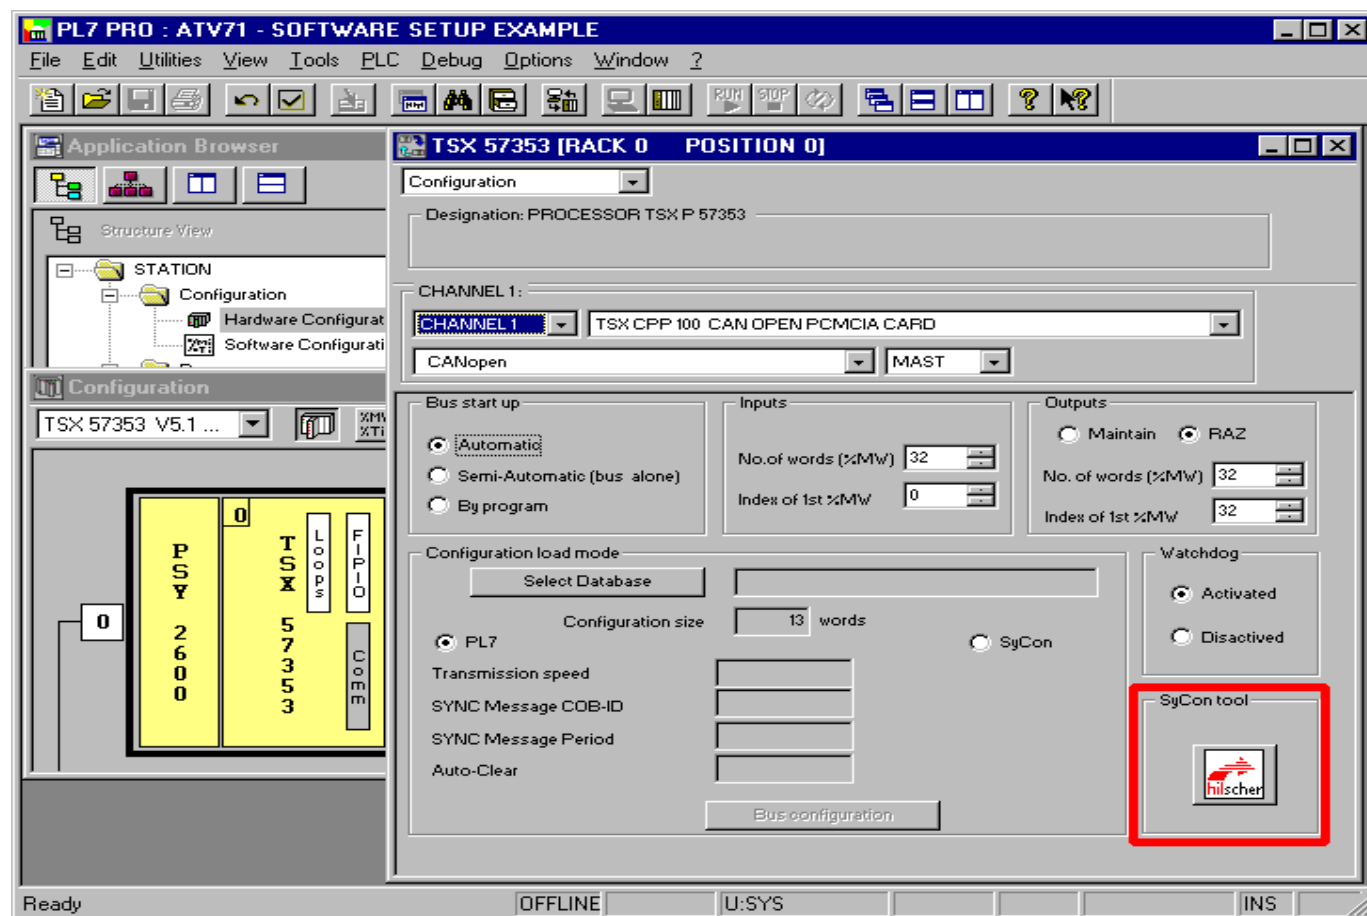 PL7 PRO : ATV71 - SOFTWARE SETUP EXAMPLE
File Edit Utilities View Tools PLC Debug Options Window ?
RUN STOP
Application Browser
Structure View
STATION
Configuration
Hardware Configurat
Software Configurati
Configuration
TSX 57353 V5.1 ...
0
PSY 2600
0
TSX 57353
Loops
FIPIO
Comm
TSX 57353 [RACK 0 POSITION 0]
Configuration
Designation: PROCESSOR TSX P 57353
CHANNEL 1:
CHANNEL 1 TSX CPP 100 CAN OPEN PCMCIA CARD
CANopen MAST
Bus start up
Automatic
Semi-Automatic (bus alone)
By program
Inputs
No.of words (%MW) 32
Index of 1st %MW 0
Outputs
Maintain RAZ
No. of words (%MW) 32
Index of 1st %MW 32
Configuration load mode
Select Database
Configuration size 13 words
PL7 SyCon
Transmission speed
SYNC Message COB-ID
SYNC Message Period
Auto-Clear
Bus configuration
Watchdog
Activated
Disactived
SyCon tool
hilscher
Ready OFFLINE U:SYS INS